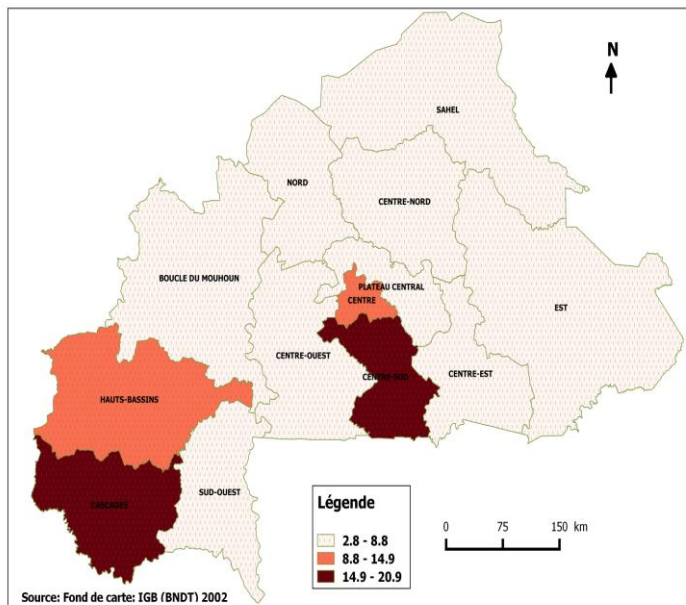 N
SAHEL
NORD
CENTRE-NORD
BOUCLE DU MOUHOUN
PLATEAU CENTRAL
CENTRE
EST
CENTRE-OUEST
CENTRE-SUD
CENTRE-EST
HAUTS-BASSINS
SUD-OUEST
CASCADES
Légende
2.8 - 8.8
8.8 - 14.9
14.9 - 20.9
0 75 150 km
Source: Fond de carte: IGB (BNDT) 2002